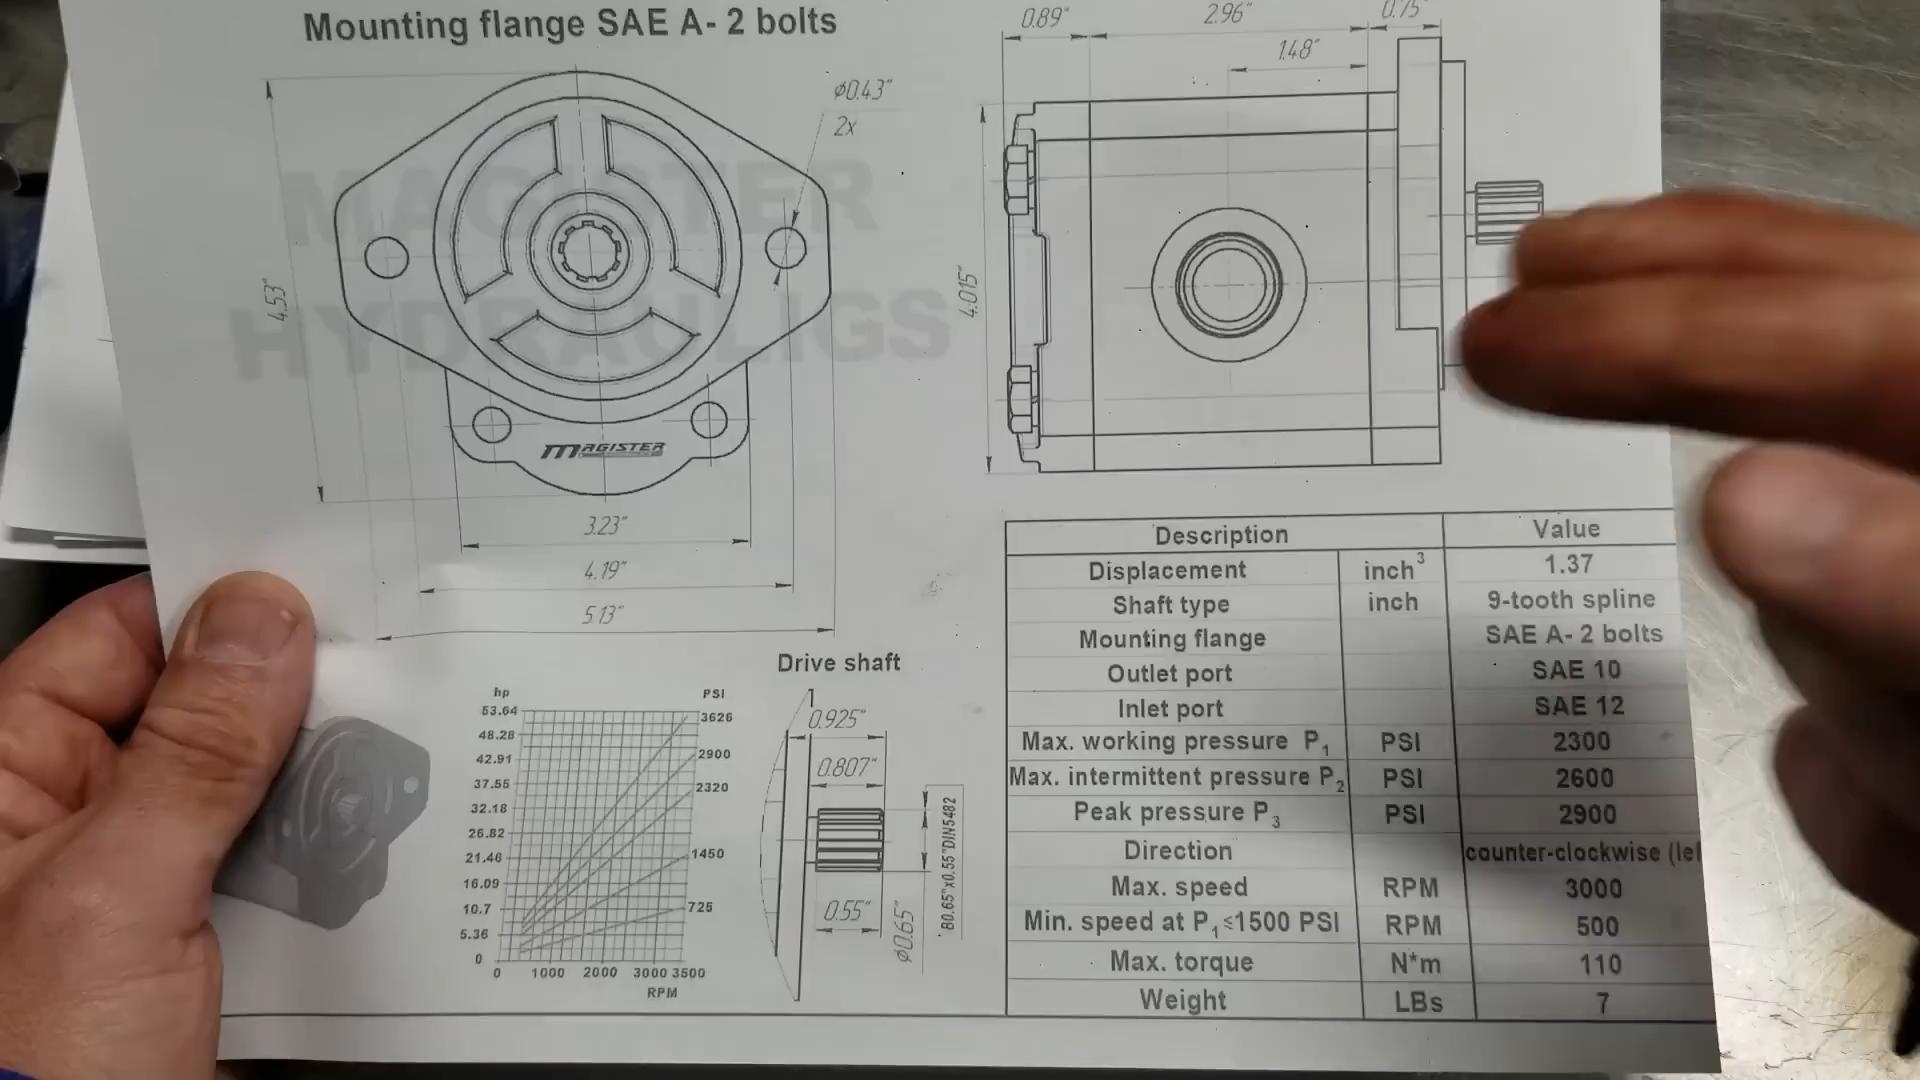 Mounting flange SAE A- 2 bolts
0.89"
2.96"
0.75"
1.48"
ϕ0.43"
2x
MAGISTER
HYDRAULIGS
4.53"
4.015"
MAGISTER
3.23"
4.19"
5.13"
Drive shaft
hp
PSI
53.64
48.28
42.91
37.55
32.18
26.82
21.46
16.09
10.7
5.36
0
3626
2900
2320
1450
725
0 1000 2000 3000 3500
RPM
1
0.925"
0.807"
0.55"
ϕ0.65"
B0.65"x0.55"DIN5482
Description Value
Displacement inch³ 1.37
Shaft type inch 9-tooth spline
Mounting flange SAE A- 2 bolts
Outlet port SAE 10
Inlet port SAE 12
Max. working pressure P₁ PSI 2300
Max. intermittent pressure P₂ PSI 2600
Peak pressure P₃ PSI 2900
Direction counter-clockwise (lef
Max. speed RPM 3000
Min. speed at P₁≤1500 PSI RPM 500
Max. torque N*m 110
Weight LBs 7